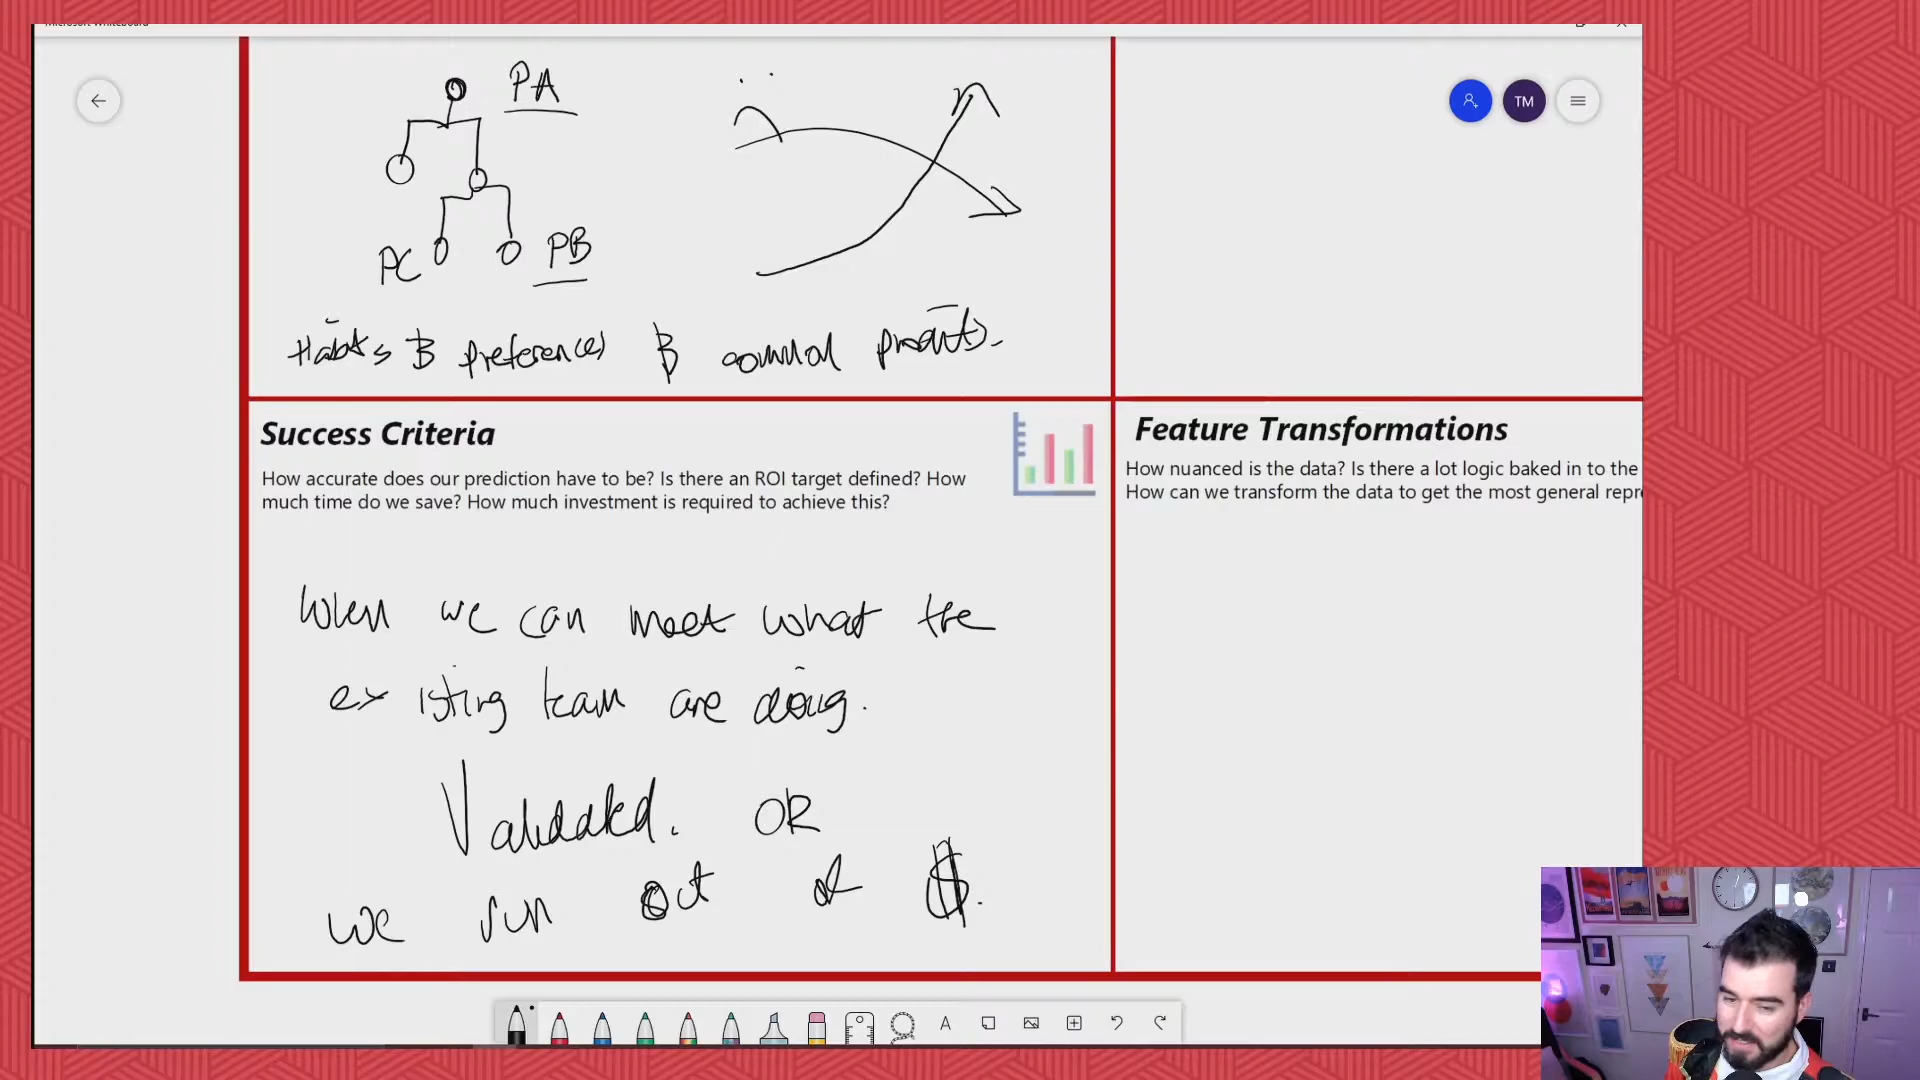 Microsoft Whiteboard
PA
TM
PC
PB
Habits & preferences & common products.
Success Criteria
How accurate does our prediction have to be? Is there an ROI target defined? How
much time do we save? How much investment is required to achieve this?
When we can meet what the
existing team are doing.
Validated. OR
we run out of $.
Feature Transformations
How nuanced is the data? Is there a lot logic baked in to the
How can we transform the data to get the most general repr
A